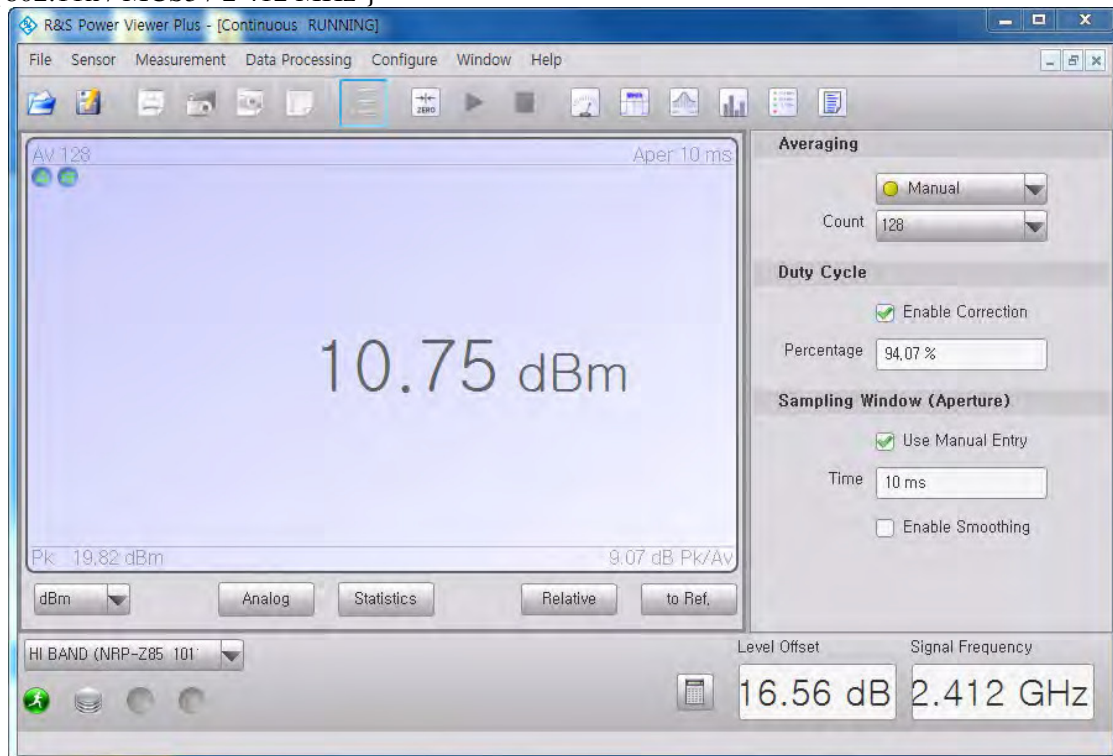 R&S Power Viewer Plus - [Continuous RUNNING]
File Sensor Measurement Data Processing Configure Window Help
ZERO
Av 128 Aper 10 ms
10.75 dBm
Pk 19,82 dBm 9.07 dB Pk/Av
dBm Analog Statistics Relative to Ref.
Averaging
Manual
Count 128
Duty Cycle
Enable Correction
Percentage 94,07 %
Sampling Window (Aperture)
Use Manual Entry
Time 10 ms
Enable Smoothing
HI BAND (NRP-Z85 101
Level Offset Signal Frequency
16.56 dB 2.412 GHz